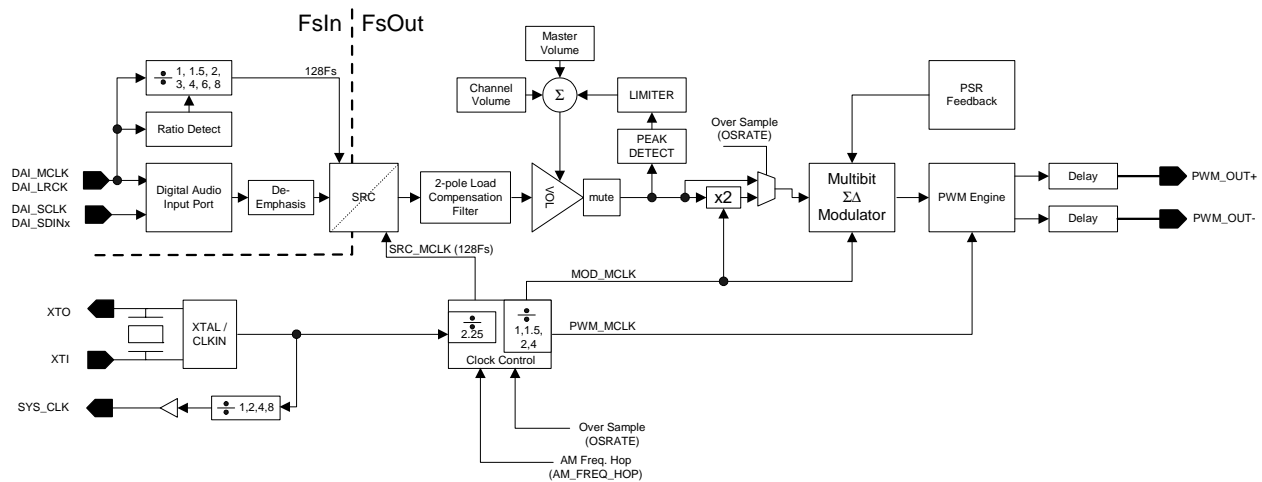 FsIn
FsOut
Master
Volume
÷ 1, 1.5, 2,
3, 4, 6, 8
128Fs
Channel
Volume
Σ
LIMITER
PSR
Feedback
Ratio Detect
PEAK
DETECT
Over Sample
(OSRATE)
DAI_MCLK
DAI_LRCK
DAI_SCLK
DAI_SDINx
Digital Audio
Input Port
De-
Emphasis
SRC
2-pole Load
Compensation
Filter
VOL
mute
x2
Multibit
ΣΔ
Modulator
PWM Engine
Delay
PWM_OUT+
Delay
PWM_OUT-
SRC_MCLK (128Fs)
MOD_MCLK
XTO
XTI
XTAL /
CLKIN
÷
2.25
÷
1,1.5,
2,4
Clock Control
PWM_MCLK
SYS_CLK
÷ 1,2,4,8
Over Sample
(OSRATE)
AM Freq. Hop
(AM_FREQ_HOP)